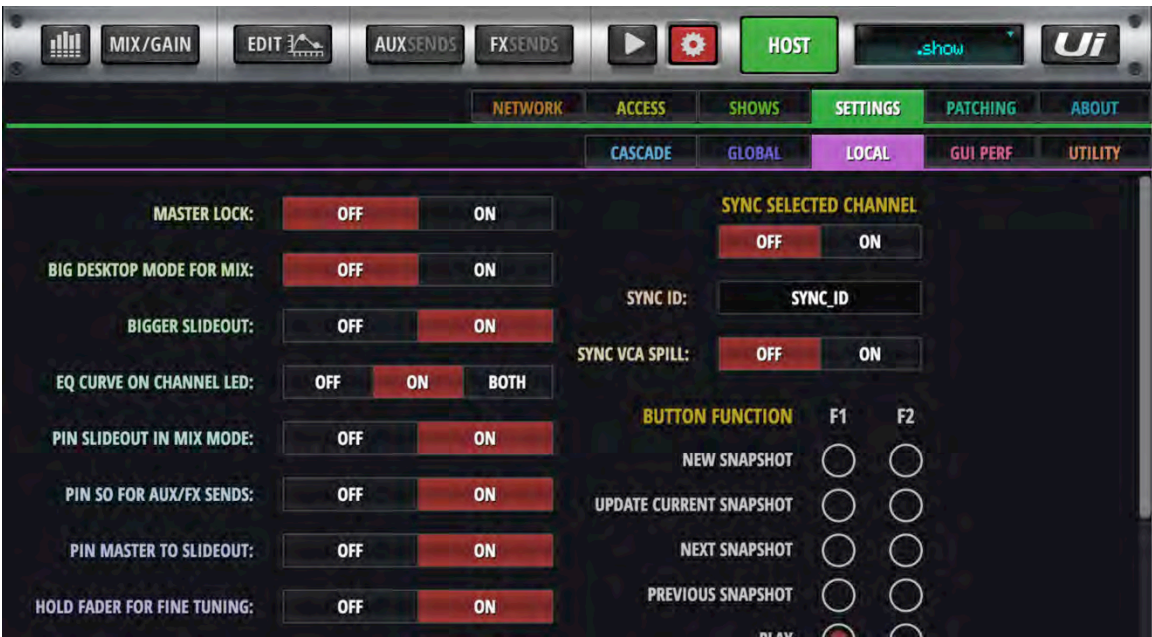 MIX/GAIN EDIT AUXSENDS FXSENDS HOST .show Ui
NETWORK ACCESS SHOWS SETTINGS PATCHING ABOUT
CASCADE GLOBAL LOCAL GUI PERF UTILITY
MASTER LOCK: OFF ON
BIG DESKTOP MODE FOR MIX: OFF ON
BIGGER SLIDEOUT: OFF ON
EQ CURVE ON CHANNEL LED: OFF ON BOTH
PIN SLIDEOUT IN MIX MODE: OFF ON
PIN SO FOR AUX/FX SENDS: OFF ON
PIN MASTER TO SLIDEOUT: OFF ON
HOLD FADER FOR FINE TUNING: OFF ON
SYNC SELECTED CHANNEL
OFF ON
SYNC ID: SYNC_ID
SYNC VCA SPILL: OFF ON
BUTTON FUNCTION F1 F2
NEW SNAPSHOT
UPDATE CURRENT SNAPSHOT
NEXT SNAPSHOT
PREVIOUS SNAPSHOT
PLAY